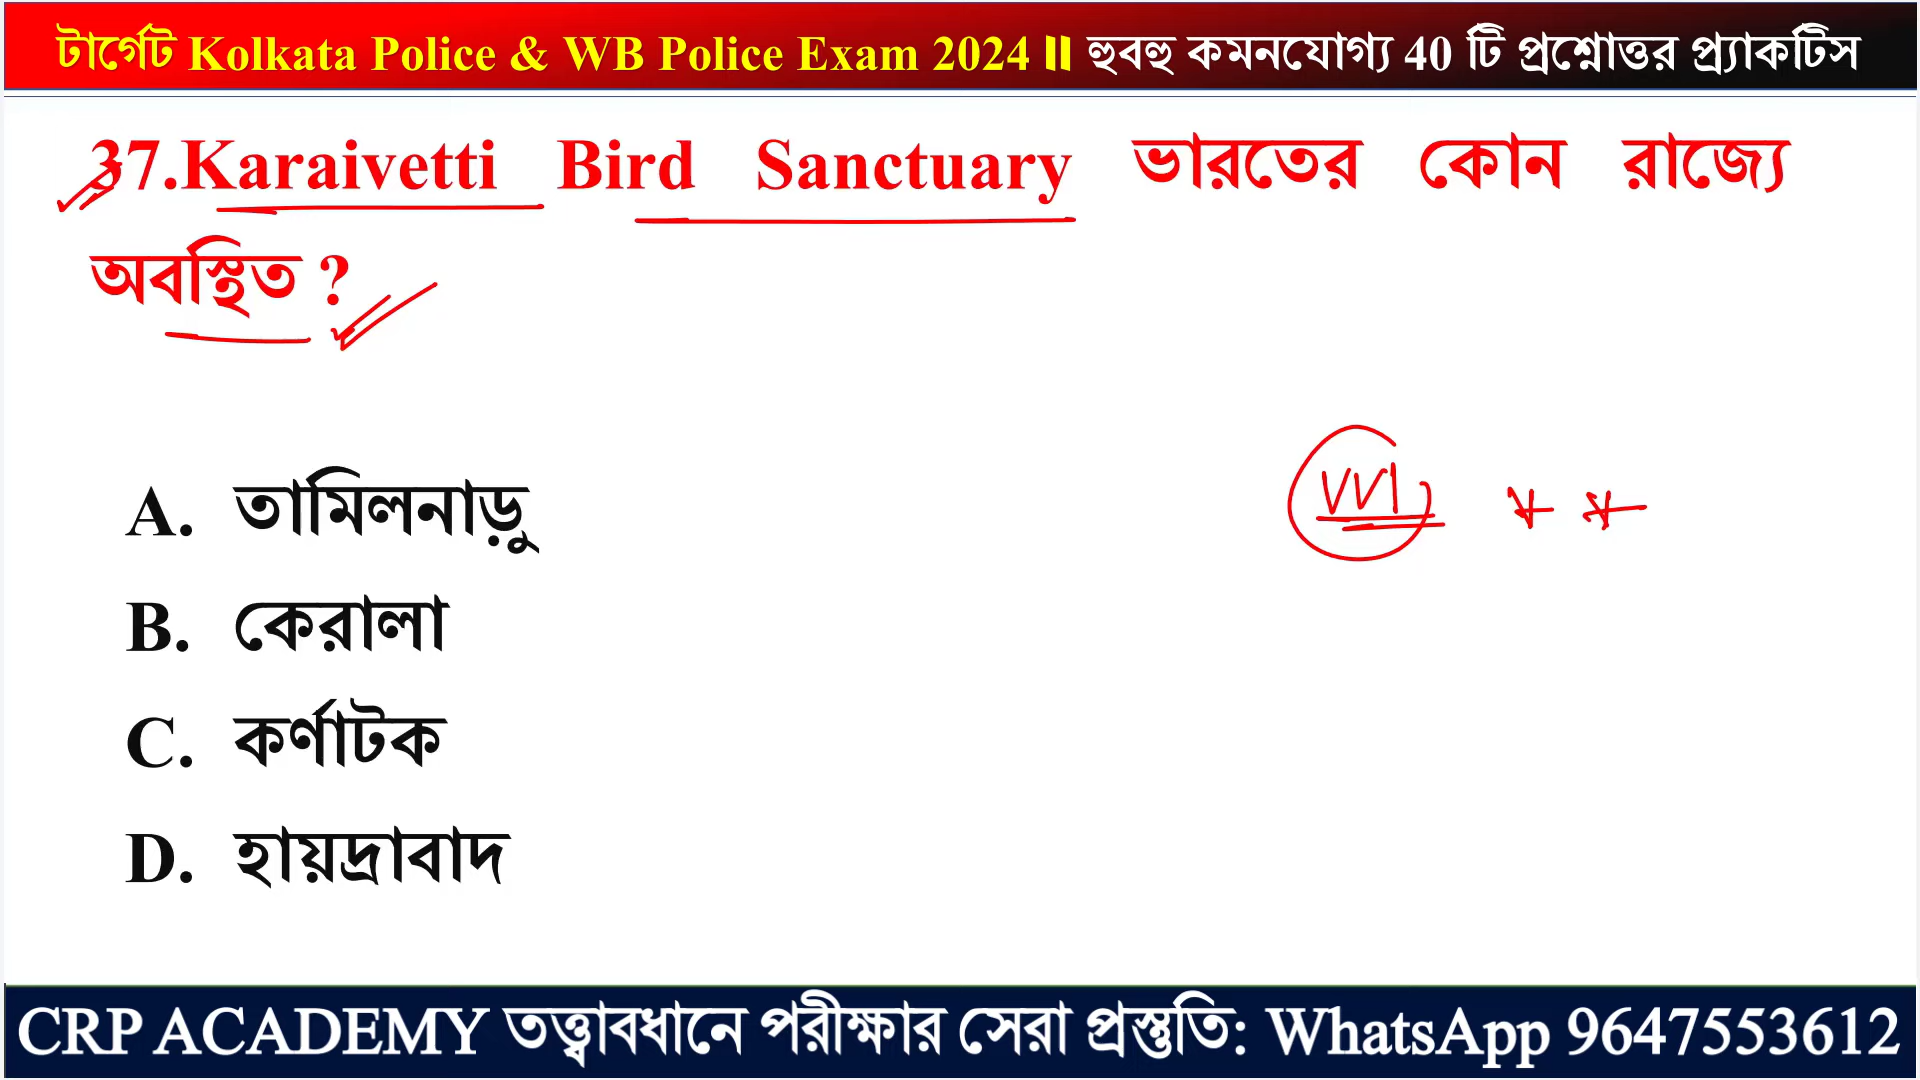 টার্গেট Kolkata Police & WB Police Exam 2024 ॥ হুবহু কমনযোগ্য 40 টি প্রশ্নোত্তর প্র্যাকটিস
37.Karaivetti Bird Sanctuary ভারতের কোন রাজ্যে
অবস্থিত ?
A. তামিলনাড়ু
VVI
B. কেরালা
C. কর্ণাটক
D. হায়দ্রাবাদ
CRP ACADEMY তত্ত্বাবধানে পরীক্ষার সেরা প্রস্তুতি: WhatsApp 9647553612